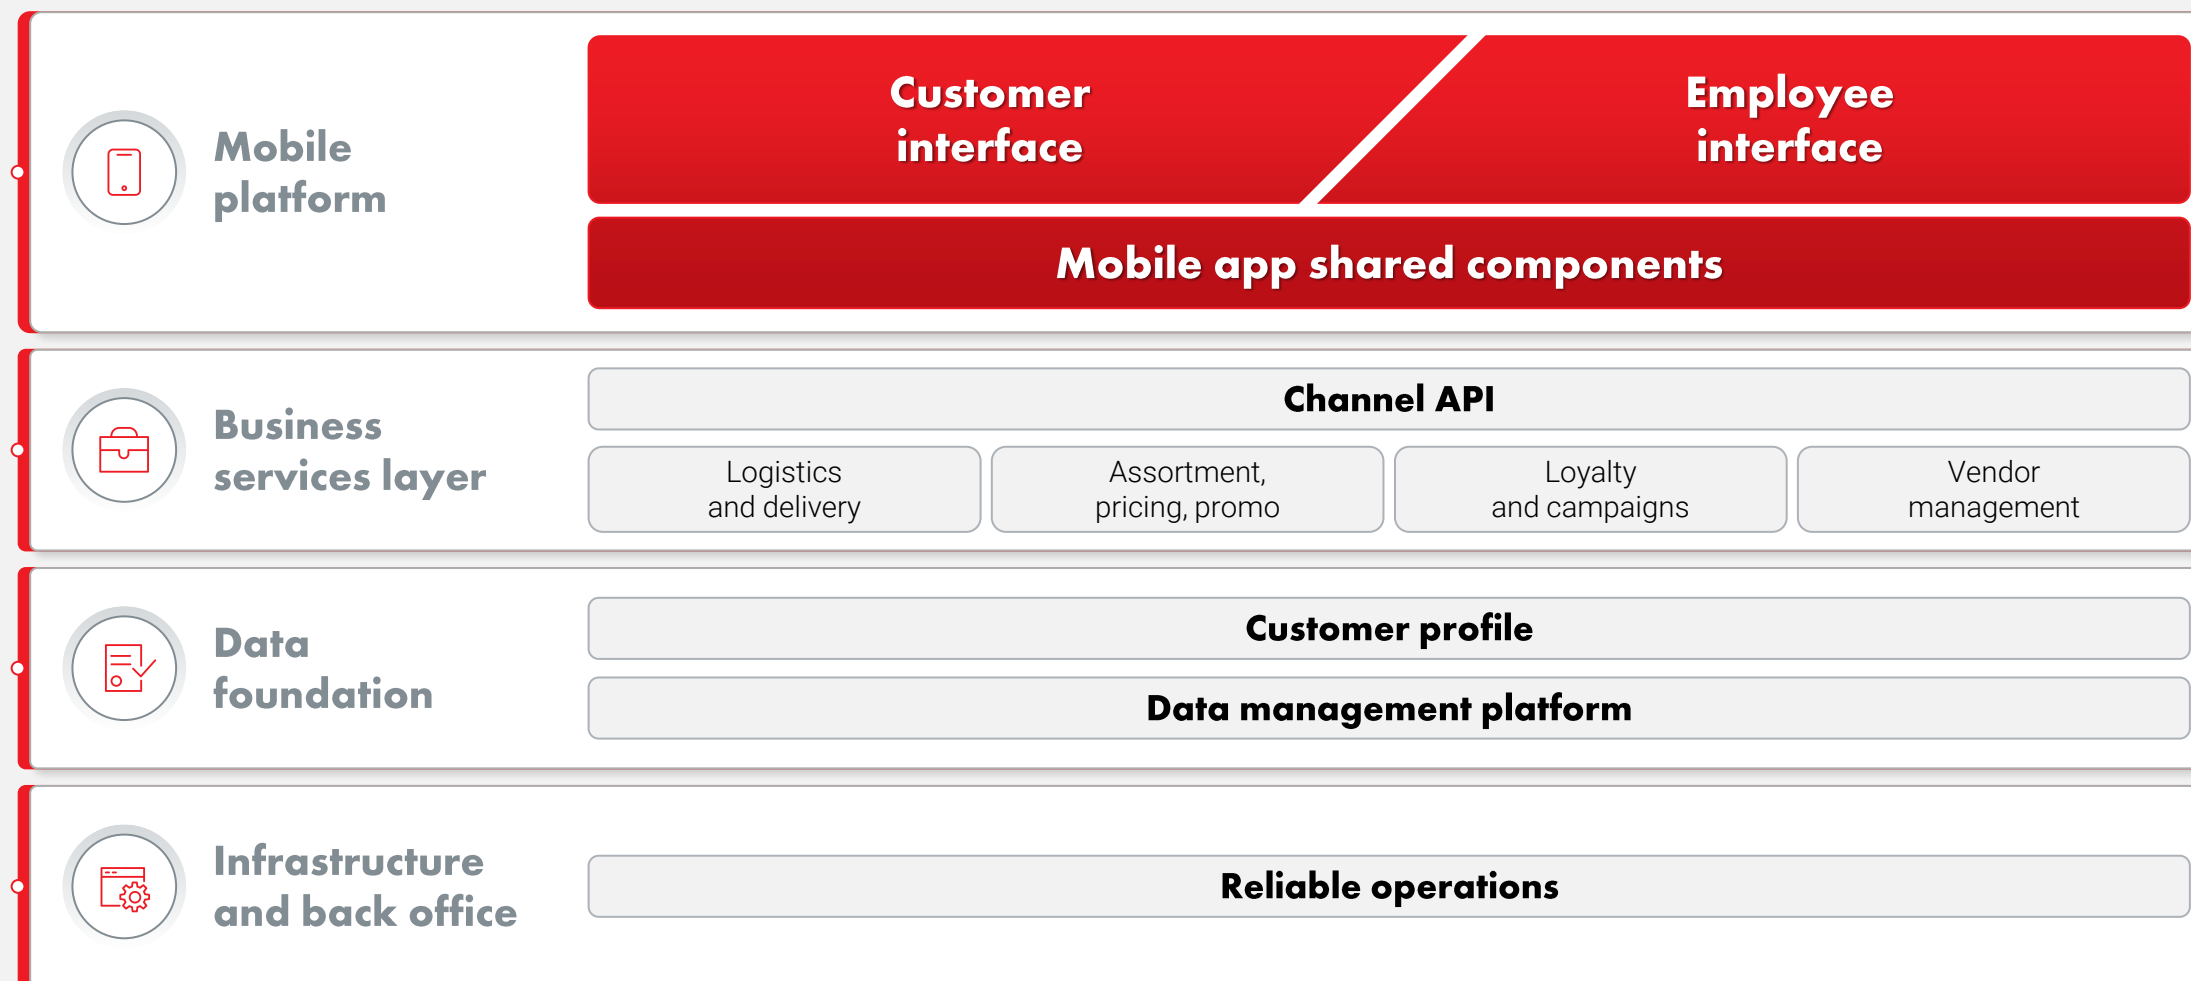 Mobile
platform
Customer
interface
Employee
interface
Mobile app shared components
Business
services layer
Channel API
Logistics
and delivery
Assortment,
pricing, promo
Loyalty
and campaigns
Vendor
management
Data
foundation
Customer profile
Data management platform
Infrastructure
and back office
Reliable operations